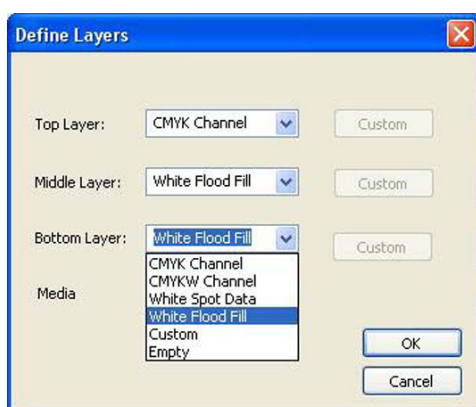 Define Layers
Top Layer: CMYK Channel Custom
Middle Layer: White Flood Fill Custom
Bottom Layer: White Flood Fill Custom
CMYK Channel
CMYKW Channel
Media White Spot Data
White Flood Fill
Custom
Empty
OK
Cancel